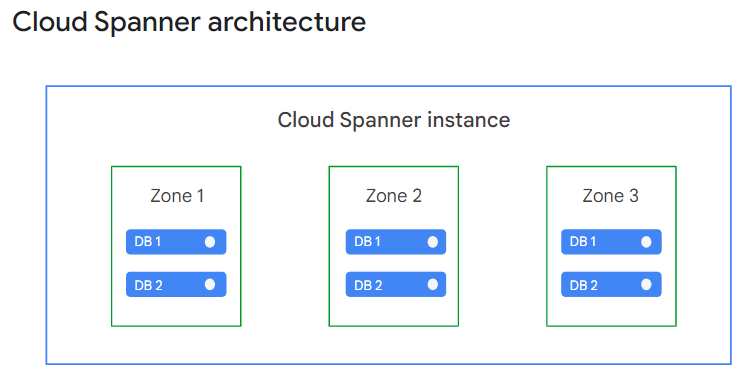 Cloud Spanner architecture
Cloud Spanner instance
Zone 1
DB 1
DB 2
Zone 2
DB 1
DB 2
Zone 3
DB 1
DB 2